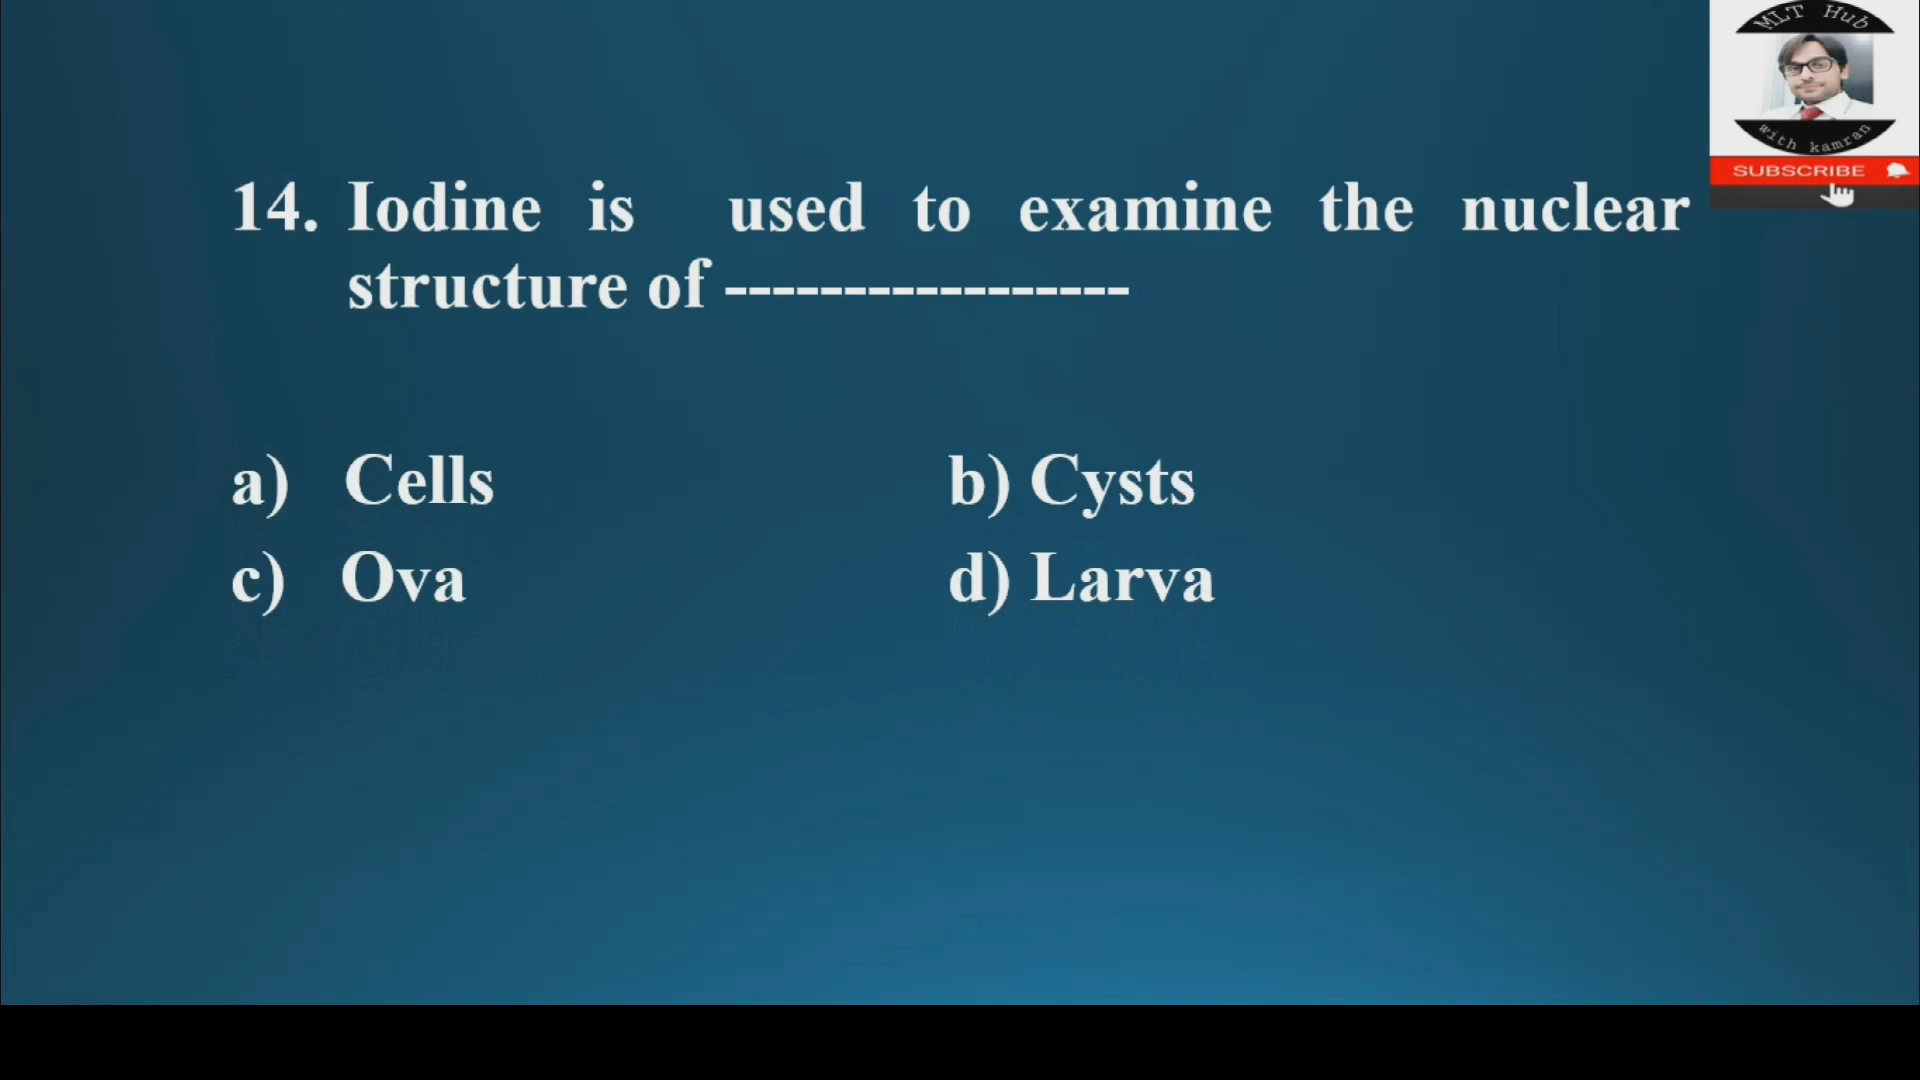 MLT Hub
with kamran
SUBSCRIBE
14. Iodine is used to examine the nuclear
structure of -----------------
a) Cells b) Cysts
c) Ova d) Larva